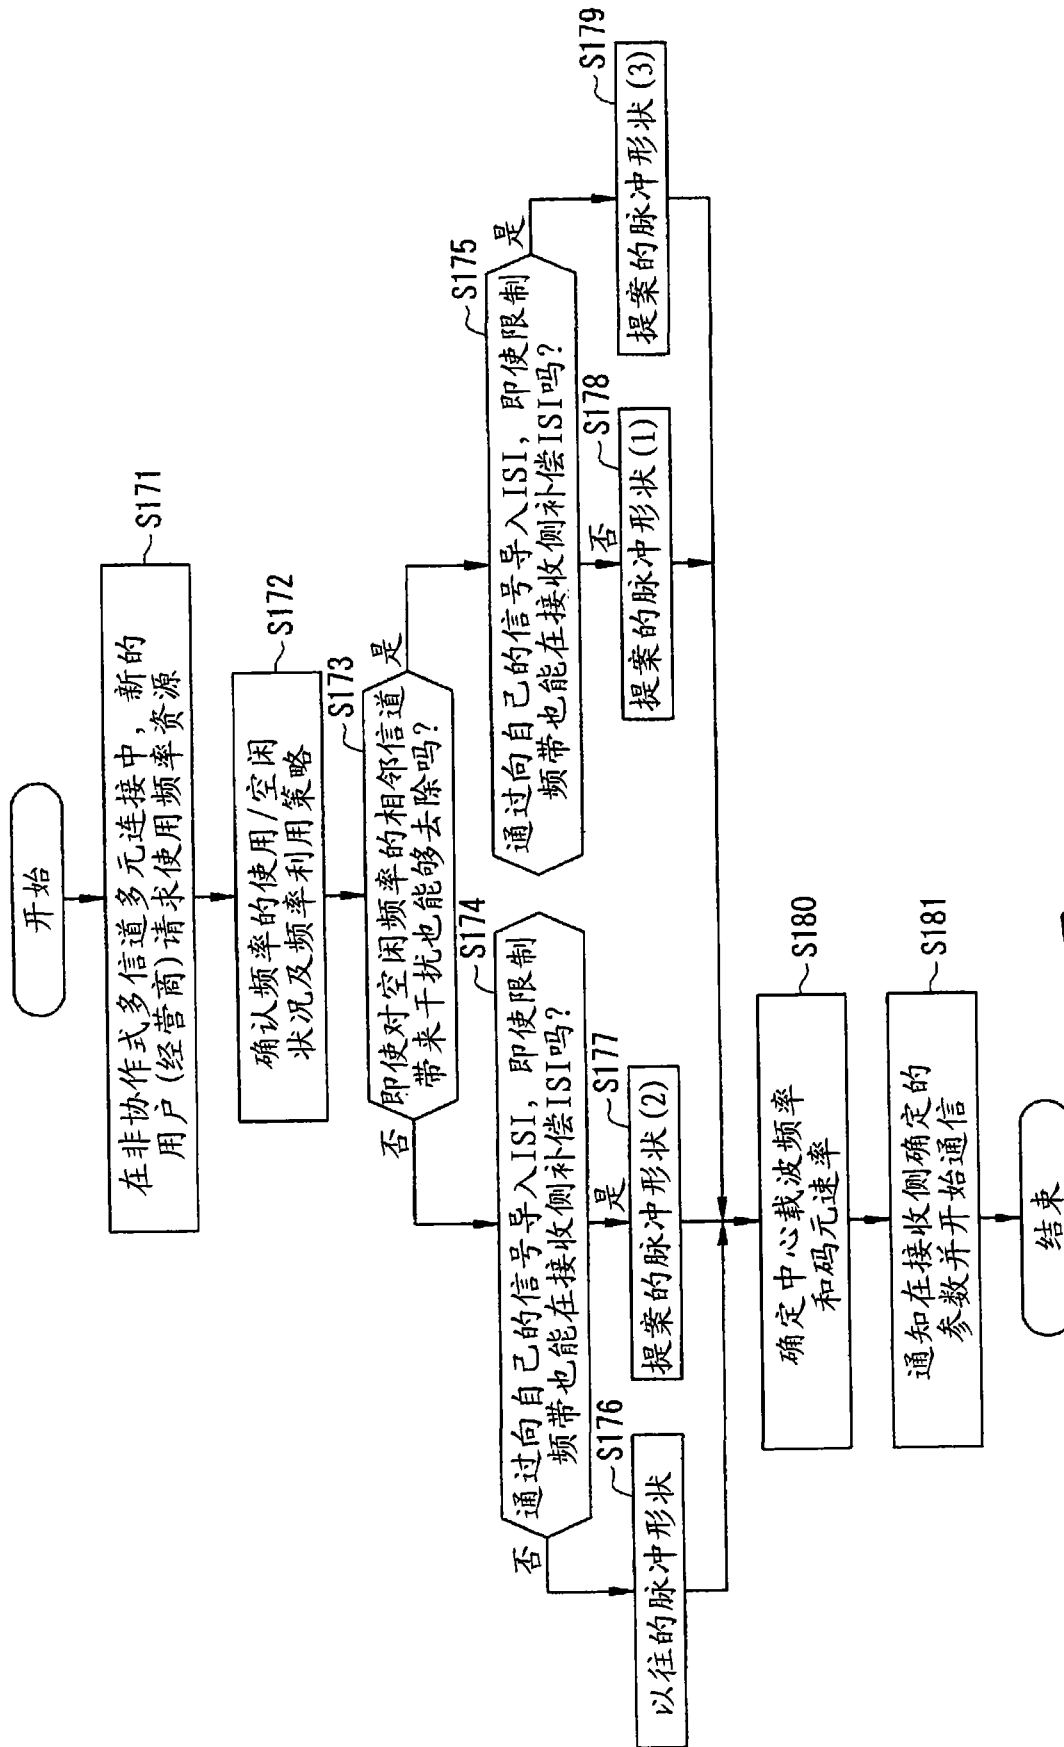 开始
S171
在非协作式多信道多元连接中，新的
用户(经营商)请求使用频率资源
S172
确认频率的使用/空闲
状况及频率利用策略
S173
即使对空闲频率的相邻信道
带来干扰也能够去除吗?
否
是
S174
通过向自己的信号导入ISI，即使限制
频带也能在接收侧补偿ISI吗?
S175
通过向自己的信号导入ISI，即使限制
频带也能在接收侧补偿ISI吗?
否
是
否
是
S176
以往的脉冲形状
S177
提案的脉冲形状(2)
S178
提案的脉冲形状(1)
S179
提案的脉冲形状(3)
S180
确定中心载波频率
和码元速率
S181
通知在接收侧确定的
参数并开始通信
结束